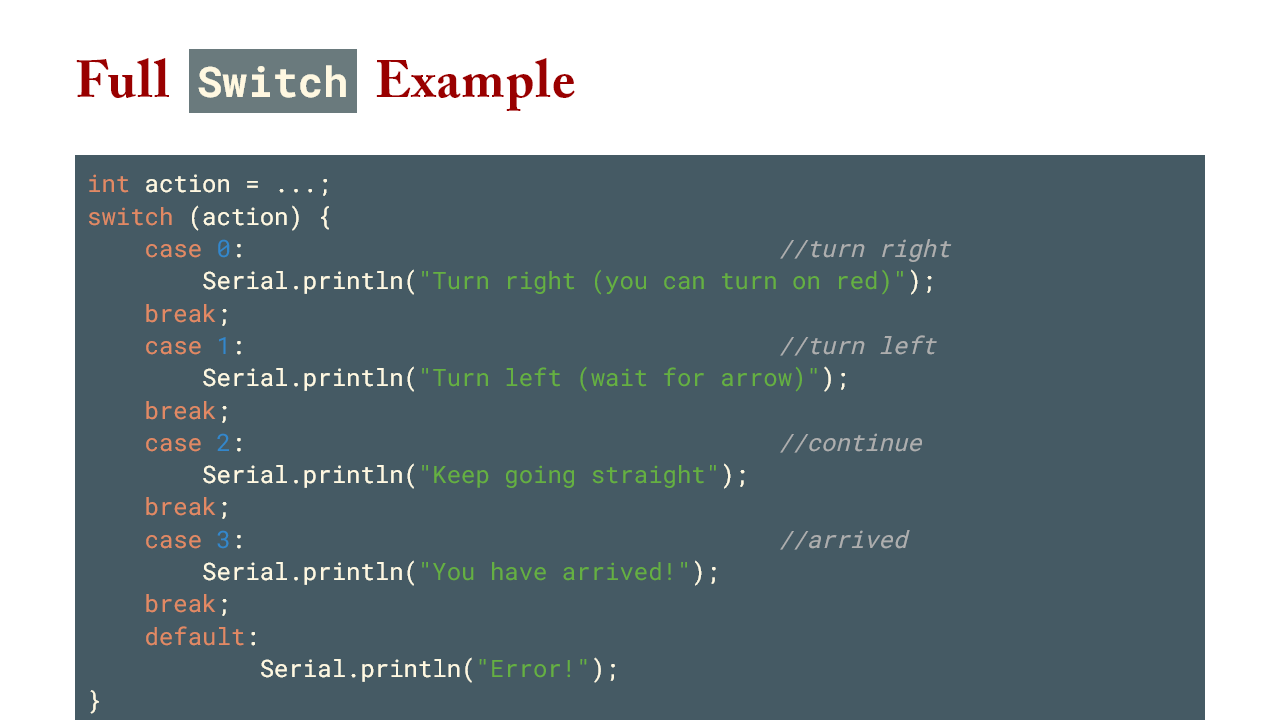 Full Switch Example
int action = ...;
switch (action) {
    case 0:                                     //turn right
        Serial.println("Turn right (you can turn on red)");
    break;
    case 1:                                     //turn left
        Serial.println("Turn left (wait for arrow)");
    break;
    case 2:                                     //continue
        Serial.println("Keep going straight");
    break;
    case 3:                                     //arrived
        Serial.println("You have arrived!");
    break;
    default:
            Serial.println("Error!");
}